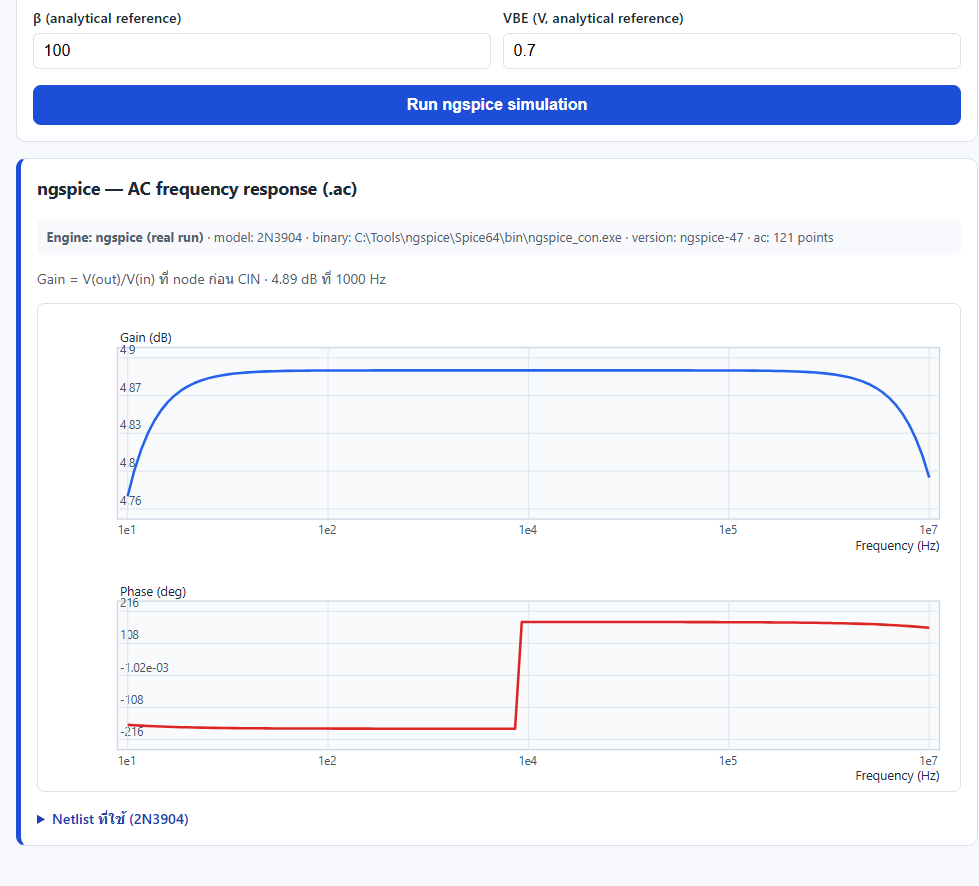 β (analytical reference)
VBE (V, analytical reference)
100
0.7
Run ngspice simulation
ngspice — AC frequency response (.ac)
Engine: ngspice (real run) · model: 2N3904 · binary: C:\Tools\ngspice\Spice64\bin\ngspice_con.exe · version: ngspice-47 · ac: 121 points
Gain = V(out)/V(in) ที่ node ก่อน CIN · 4.89 dB ที่ 1000 Hz
Gain (dB)
4.9
4.87
4.83
4.8
4.76
1e1
1e2
1e4
1e5
1e7
Frequency (Hz)
Phase (deg)
216
108
-1.02e-03
-108
-216
1e1
1e2
1e4
1e5
1e7
Frequency (Hz)
▶ Netlist ที่ใช้ (2N3904)